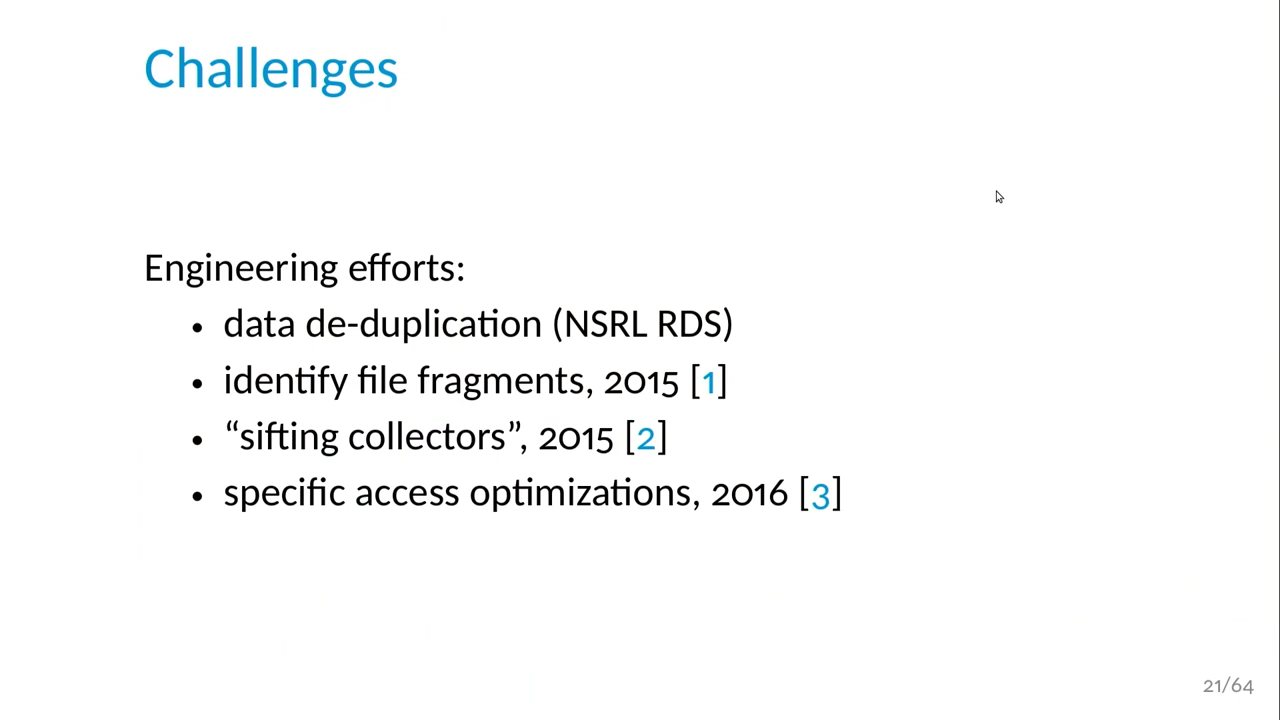 Challenges
Engineering efforts:
• data de-duplication (NSRL RDS)
• identify file fragments, 2015 [1]
• “sifting collectors”, 2015 [2]
• specific access optimizations, 2016 [3]
21/64